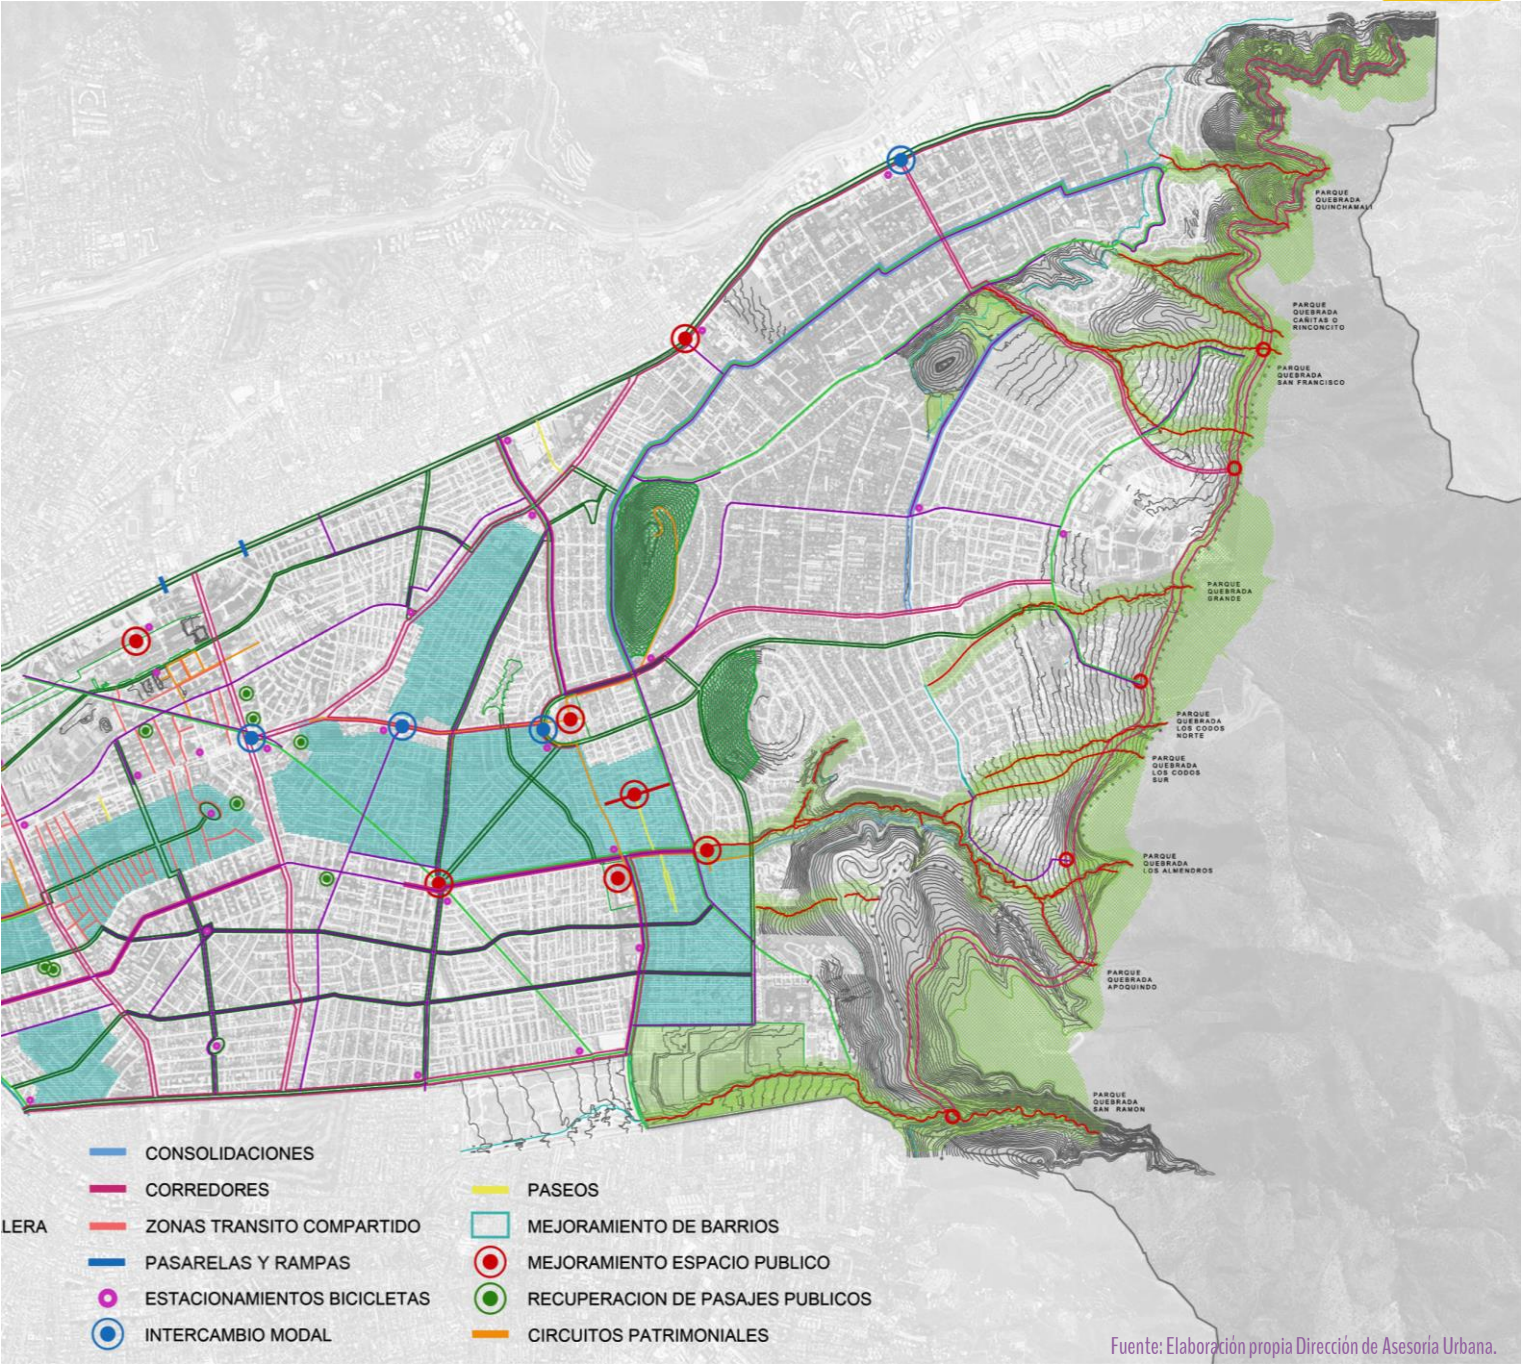 PARQUE
QUEBRADA
QUINCHAMALI
PARQUE
QUEBRADA
CAÑITAS O
RINCONCITO
PARQUE
QUEBRADA
SAN FRANCISCO
PARQUE
QUEBRADA
GRANDE
PARQUE
QUEBRADA
LOS CODOS
NORTE
PARQUE
QUEBRADA
LOS CODOS
SUR
PARQUE
QUEBRADA
LOS ALMENDROS
PARQUE
QUEBRADA
APOQUINDO
PARQUE
QUEBRADA
SAN RAMON
LERA
CONSOLIDACIONES
CORREDORES
ZONAS TRANSITO COMPARTIDO
PASARELAS Y RAMPAS
ESTACIONAMIENTOS BICICLETAS
INTERCAMBIO MODAL
PASEOS
MEJORAMIENTO DE BARRIOS
MEJORAMIENTO ESPACIO PUBLICO
RECUPERACION DE PASAJES PUBLICOS
CIRCUITOS PATRIMONIALES
Fuente: Elaboración propia Dirección de Asesoría Urbana.